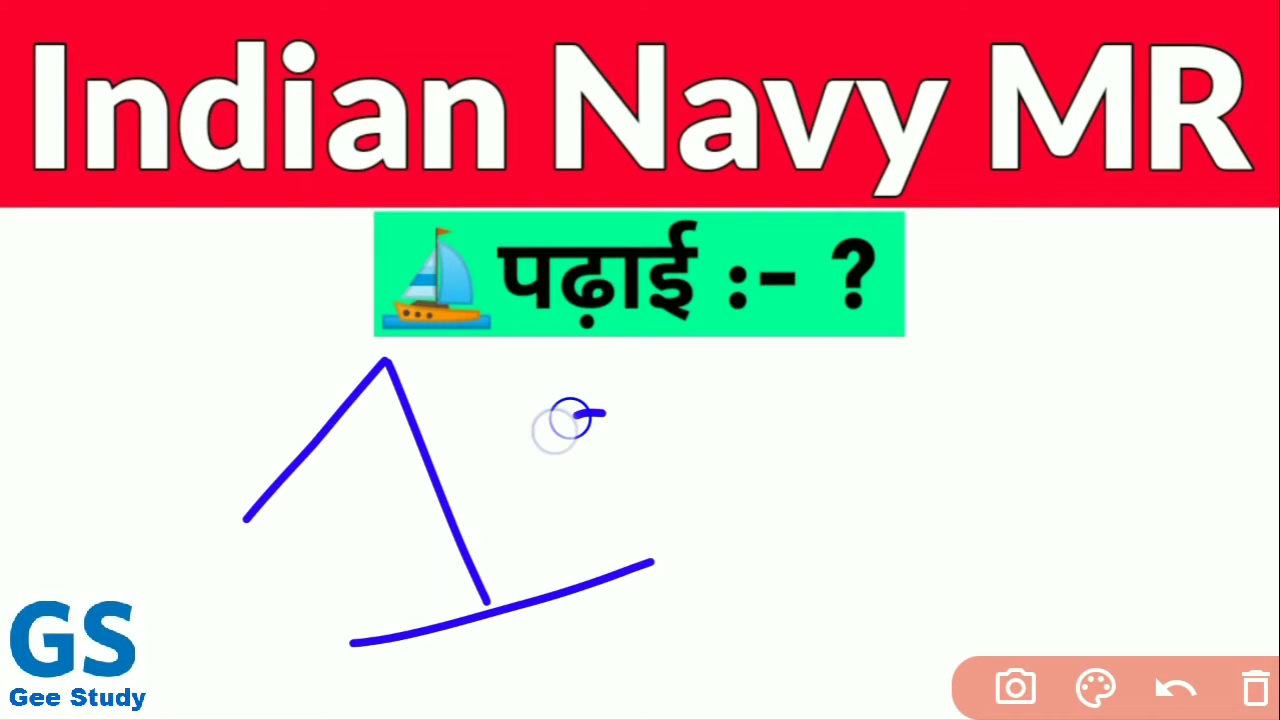 Indian Navy MR
पढ़ाई :- ?
GS
Gee Study